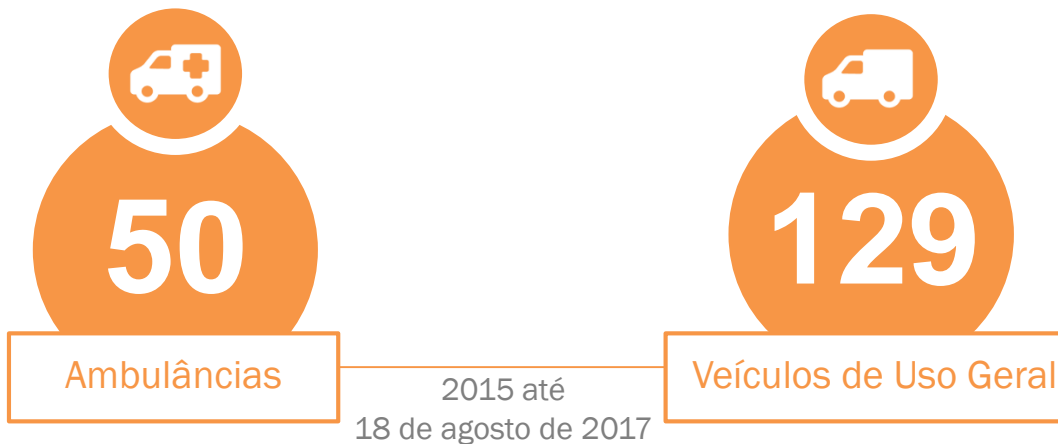 50
129
Ambulâncias
Veículos de Uso Geral
2015 até
18 de agosto de 2017